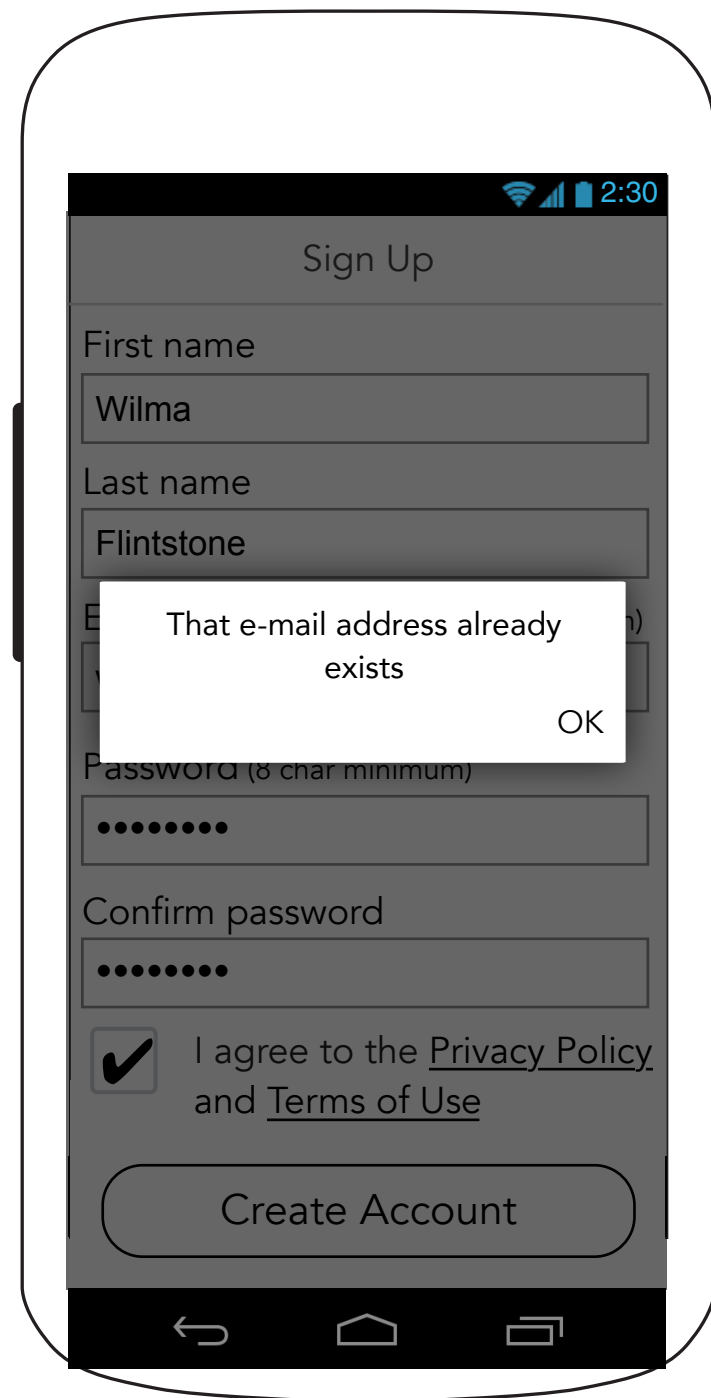 2:30
Sign Up
First name
Wilma
Last name
Flintstone
That e-mail address already
exists
OK
Password (8 char minimum)
••••••••
Confirm password
••••••••
✔ I agree to the Privacy Policy
and Terms of Use
Create Account